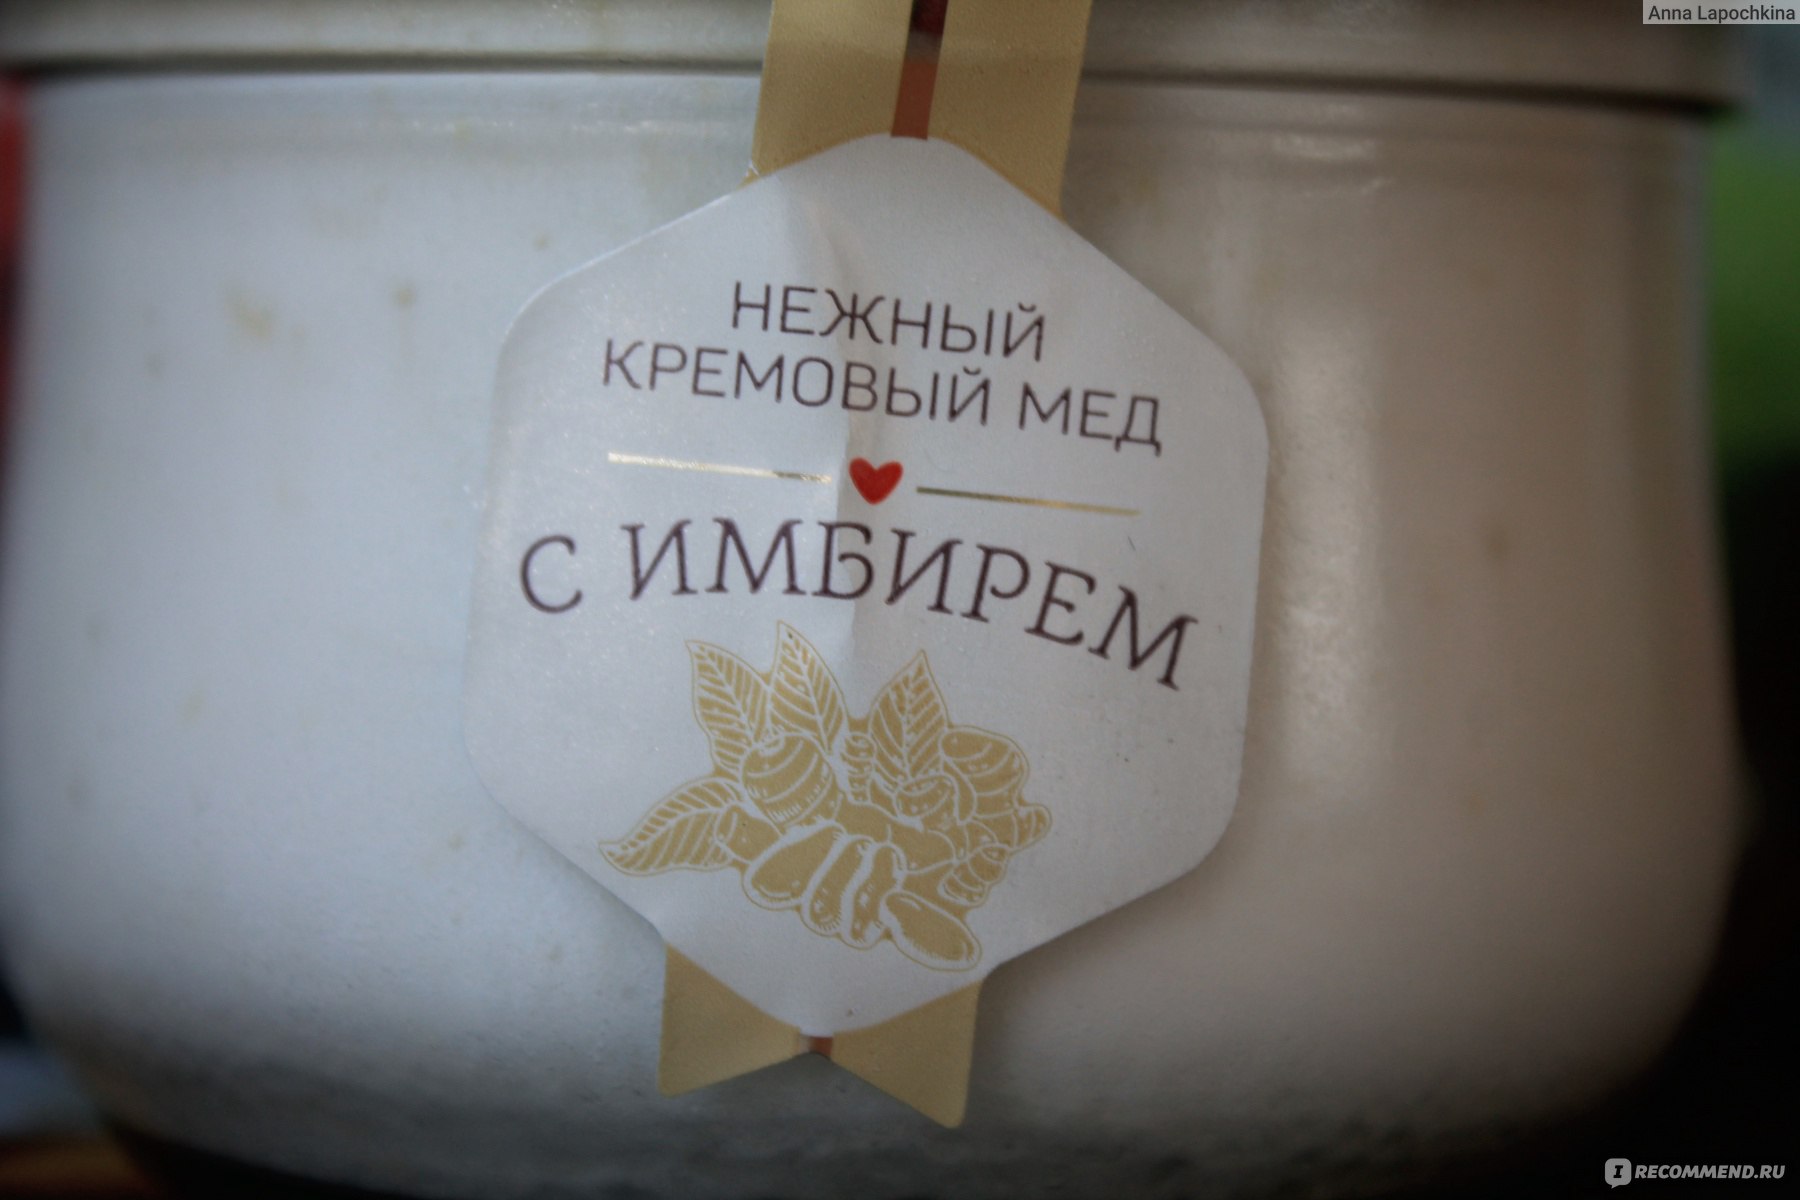 Anna Lapochkina
НЕЖНЫЙ
КРЕМОВЫЙ МЕД
С ИМБИРЕМ
I RECOMMEND.RU